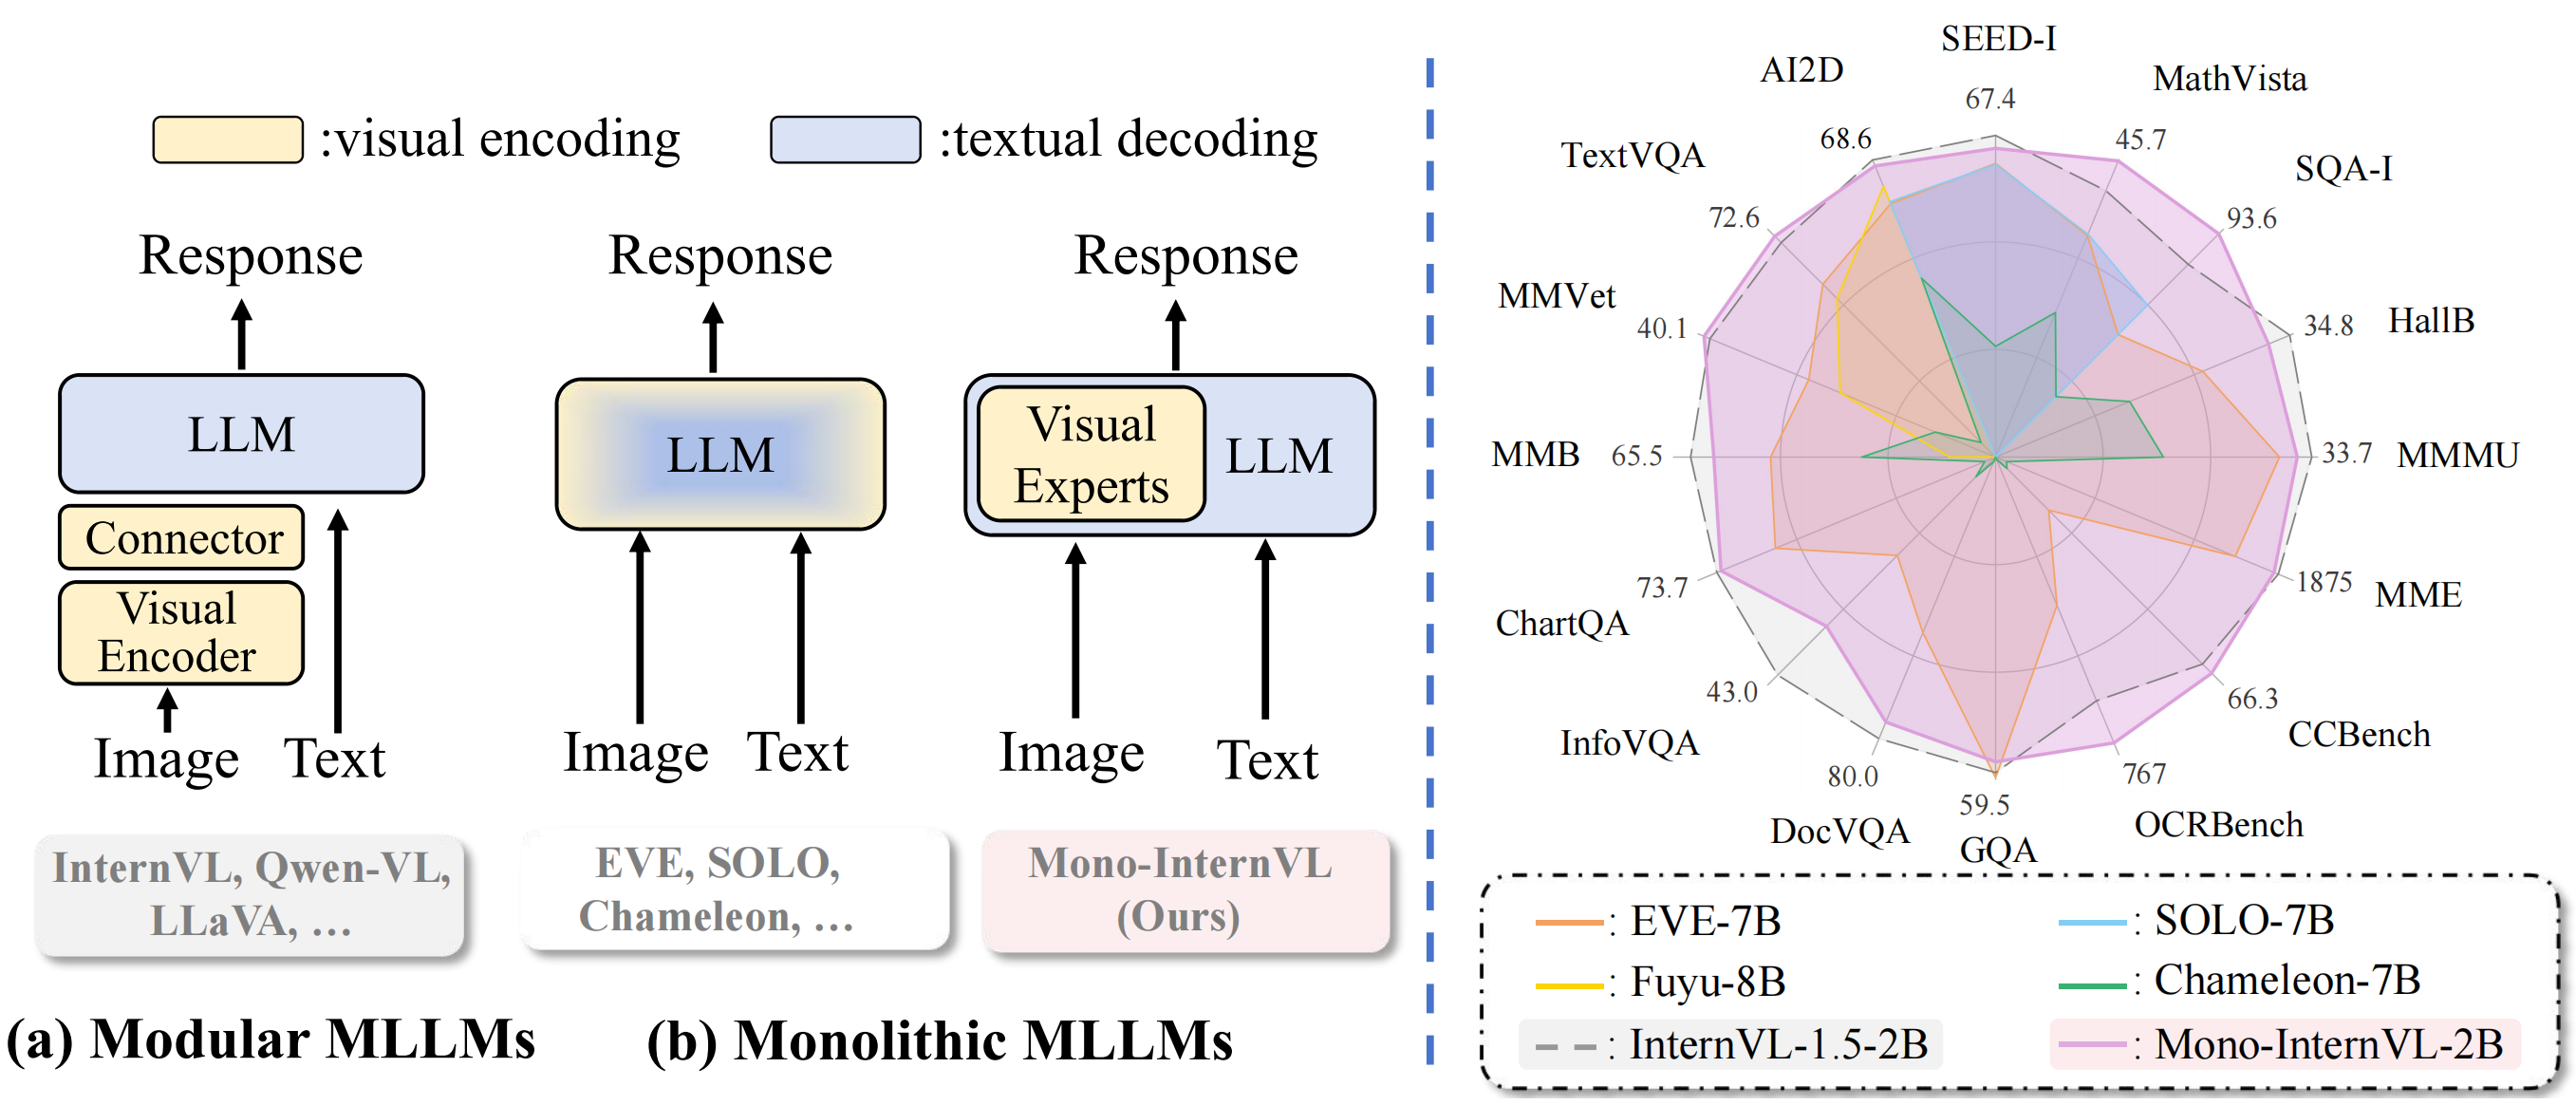 :visual encoding
:textual decoding
Response
LLM
Connector
Visual
Encoder
Image
Text
InternVL, Qwen-VL,
LLaVA, …
(a) Modular MLLMs
Response
LLM
Image
Text
EVE, SOLO,
Chameleon, …
Response
Visual
Experts
LLM
Image
Text
Mono-InternVL
(Ours)
(b) Monolithic MLLMs
SEED-I
67.4
MathVista
45.7
SQA-I
93.6
HallB
34.8
MMMU
33.7
MME
1875
CCBench
66.3
OCRBench
767
GQA
59.5
DocVQA
80.0
InfoVQA
43.0
ChartQA
73.7
MMB
65.5
MMVet
40.1
TextVQA
72.6
AI2D
68.6
: EVE-7B
: SOLO-7B
: Fuyu-8B
: Chameleon-7B
: InternVL-1.5-2B
: Mono-InternVL-2B